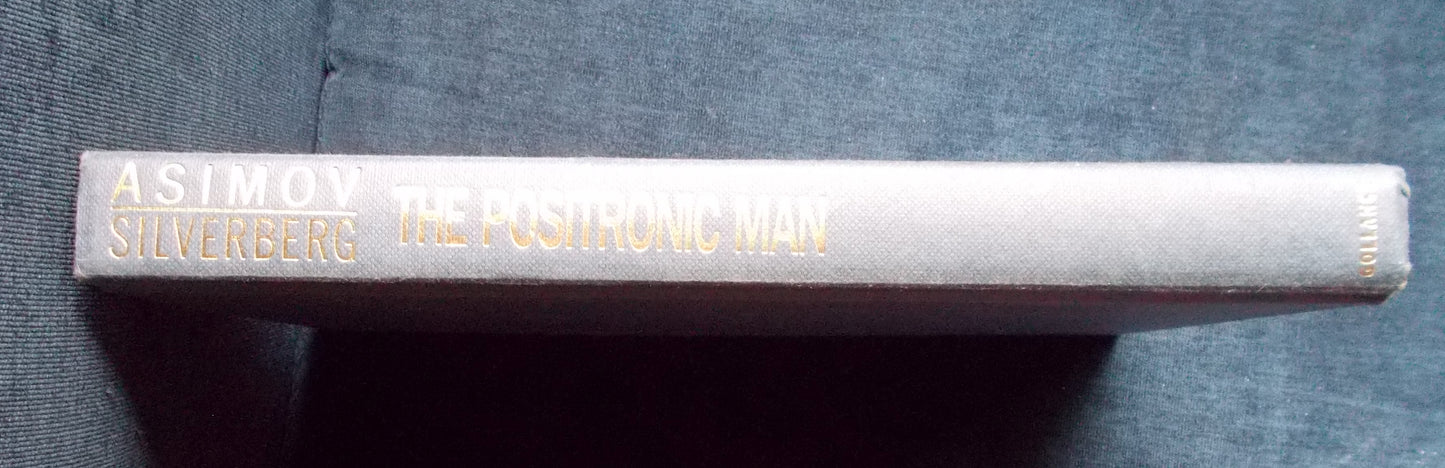 ASIMOV
SILVERBERG
THE POSITRONIC MAN
GOLLANCZ